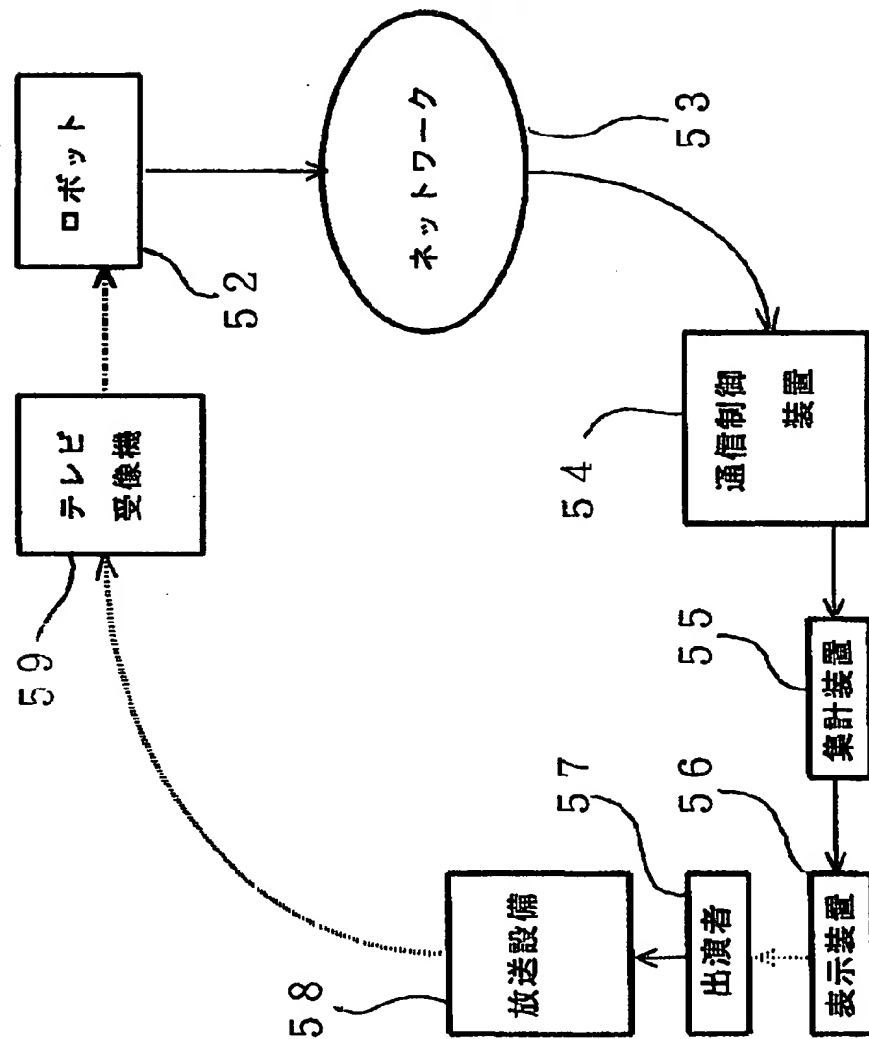 58
放送設備
57
出演者
56
表示装置
55
集計装置
54
通信制御
装置
59
テレビ
受像機
ネットワーク
53
ロボット
52